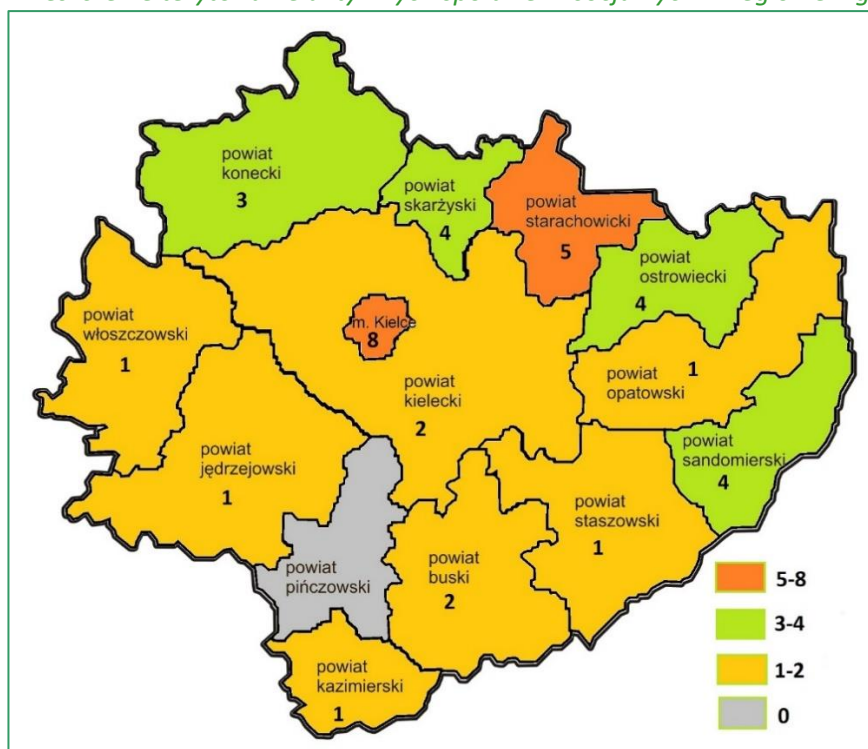 powiat
konecki
3
powiat
skarżyski
4
powiat
starachowicki
5
powiat
ostrowiecki
4
powiat
włoszczowski
1
m. Kielce
8
powiat
kielecki
2
1
powiat
opatowski
powiat
jędrzejowski
1
powiat
sandomierski
4
powiat
staszowski
1
powiat
pińczowski
powiat
buski
2
powiat
kazimierski
1
5-8
3-4
1-2
0